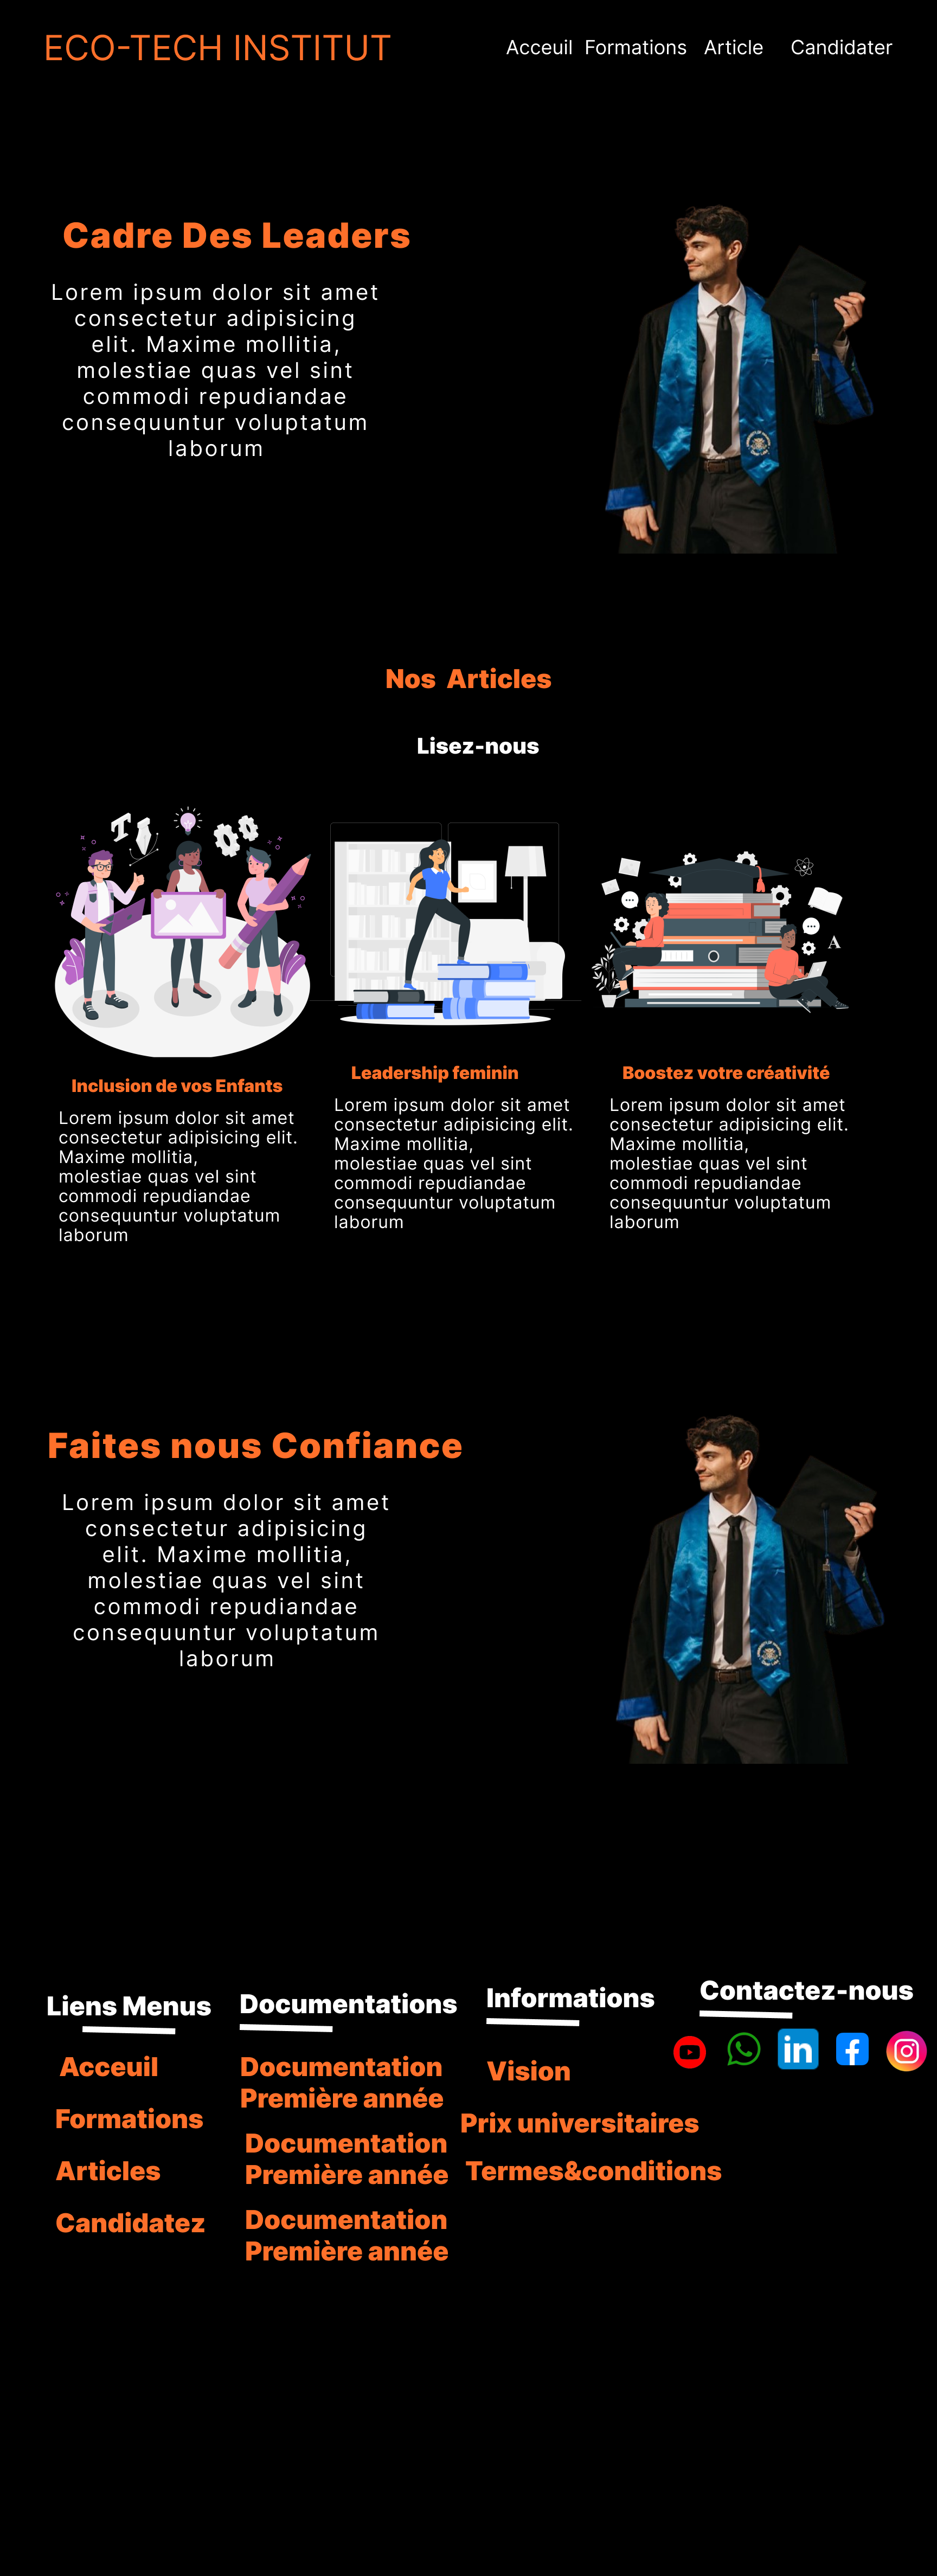 ECO-TECH INSTITUT
Acceuil Formations Article Candidater
Cadre Des Leaders
Lorem ipsum dolor sit amet
consectetur adipisicing
elit. Maxime mollitia,
molestiae quas vel sint
commodi repudiandae
consequuntur voluptatum
laborum
Nos Articles
Lisez-nous
Inclusion de vos Enfants
Lorem ipsum dolor sit amet
consectetur adipisicing elit.
Maxime mollitia,
molestiae quas vel sint
commodi repudiandae
consequuntur voluptatum
laborum
Leadership feminin
Lorem ipsum dolor sit amet
consectetur adipisicing elit.
Maxime mollitia,
molestiae quas vel sint
commodi repudiandae
consequuntur voluptatum
laborum
A
Boostez votre créativité
Lorem ipsum dolor sit amet
consectetur adipisicing elit.
Maxime mollitia,
molestiae quas vel sint
commodi repudiandae
consequuntur voluptatum
laborum
Faites nous Confiance
Lorem ipsum dolor sit amet
consectetur adipisicing
elit. Maxime mollitia,
molestiae quas vel sint
commodi repudiandae
consequuntur voluptatum
laborum
Liens Menus
Acceuil
Formations
Articles
Candidatez
Documentations
Documentation
Première année
Documentation
Première année
Documentation
Première année
Informations
Vision
Prix universitaires
Termes&conditions
Contactez-nous
in